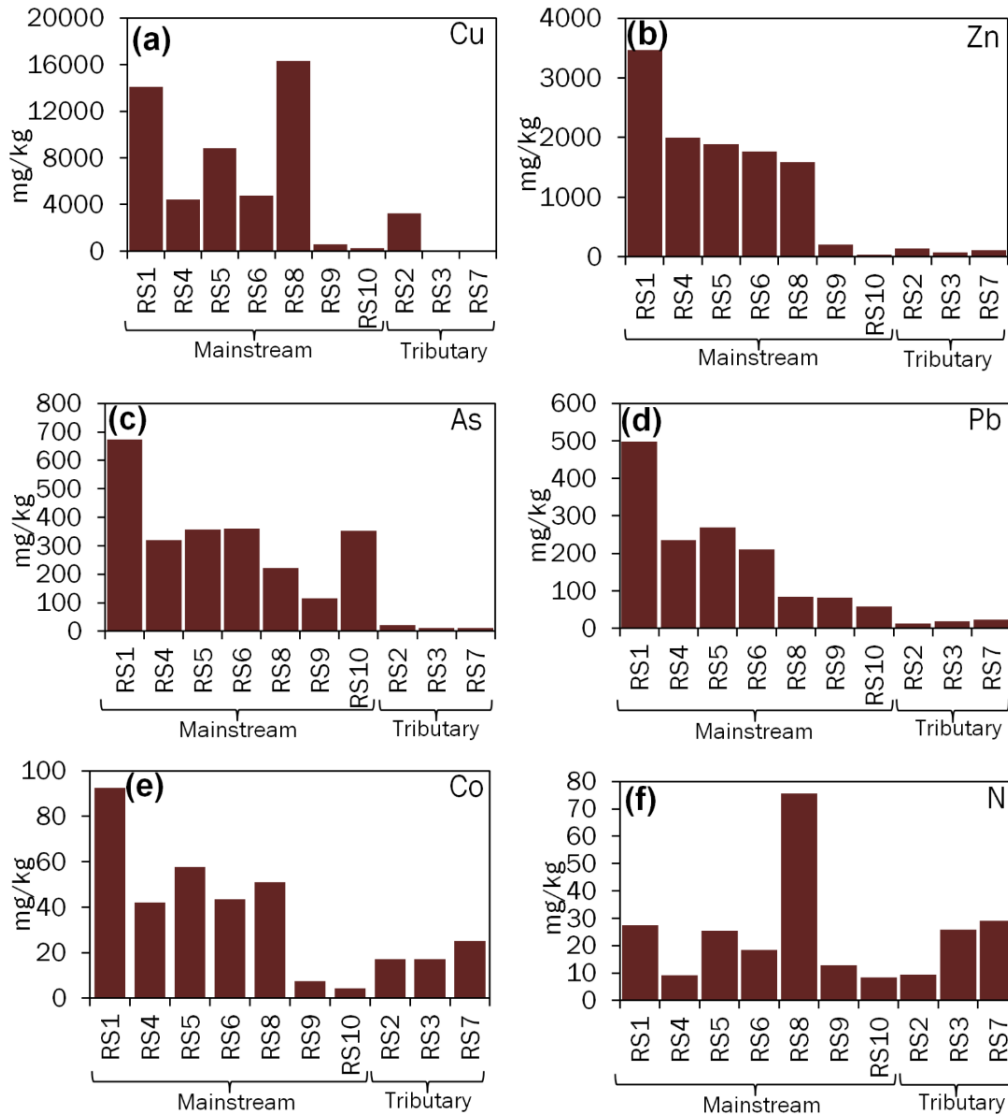 (a) Cu
mg/kg
20000
16000
12000
8000
4000
0
RS1 RS4 RS5 RS6 RS8 RS9 RS10 RS2 RS3 RS7
Mainstream Tributary
(b) Zn
mg/kg
4000
3000
2000
1000
0
RS1 RS4 RS5 RS6 RS8 RS9 RS10 RS2 RS3 RS7
Mainstream Tributary
(c) As
mg/kg
800
700
600
500
400
300
200
100
0
RS1 RS4 RS5 RS6 RS8 RS9 RS10 RS2 RS3 RS7
Mainstream Tributary
(d) Pb
mg/kg
600
500
400
300
200
100
0
RS1 RS4 RS5 RS6 RS8 RS9 RS10 RS2 RS3 RS7
Mainstream Tributary
(e) Co
mg/kg
100
80
60
40
20
0
RS1 RS4 RS5 RS6 RS8 RS9 RS10 RS2 RS3 RS7
Mainstream Tributary
(f) N
mg/kg
80
70
60
50
40
30
20
10
0
RS1 RS4 RS5 RS6 RS8 RS9 RS10 RS2 RS3 RS7
Mainstream Tributary